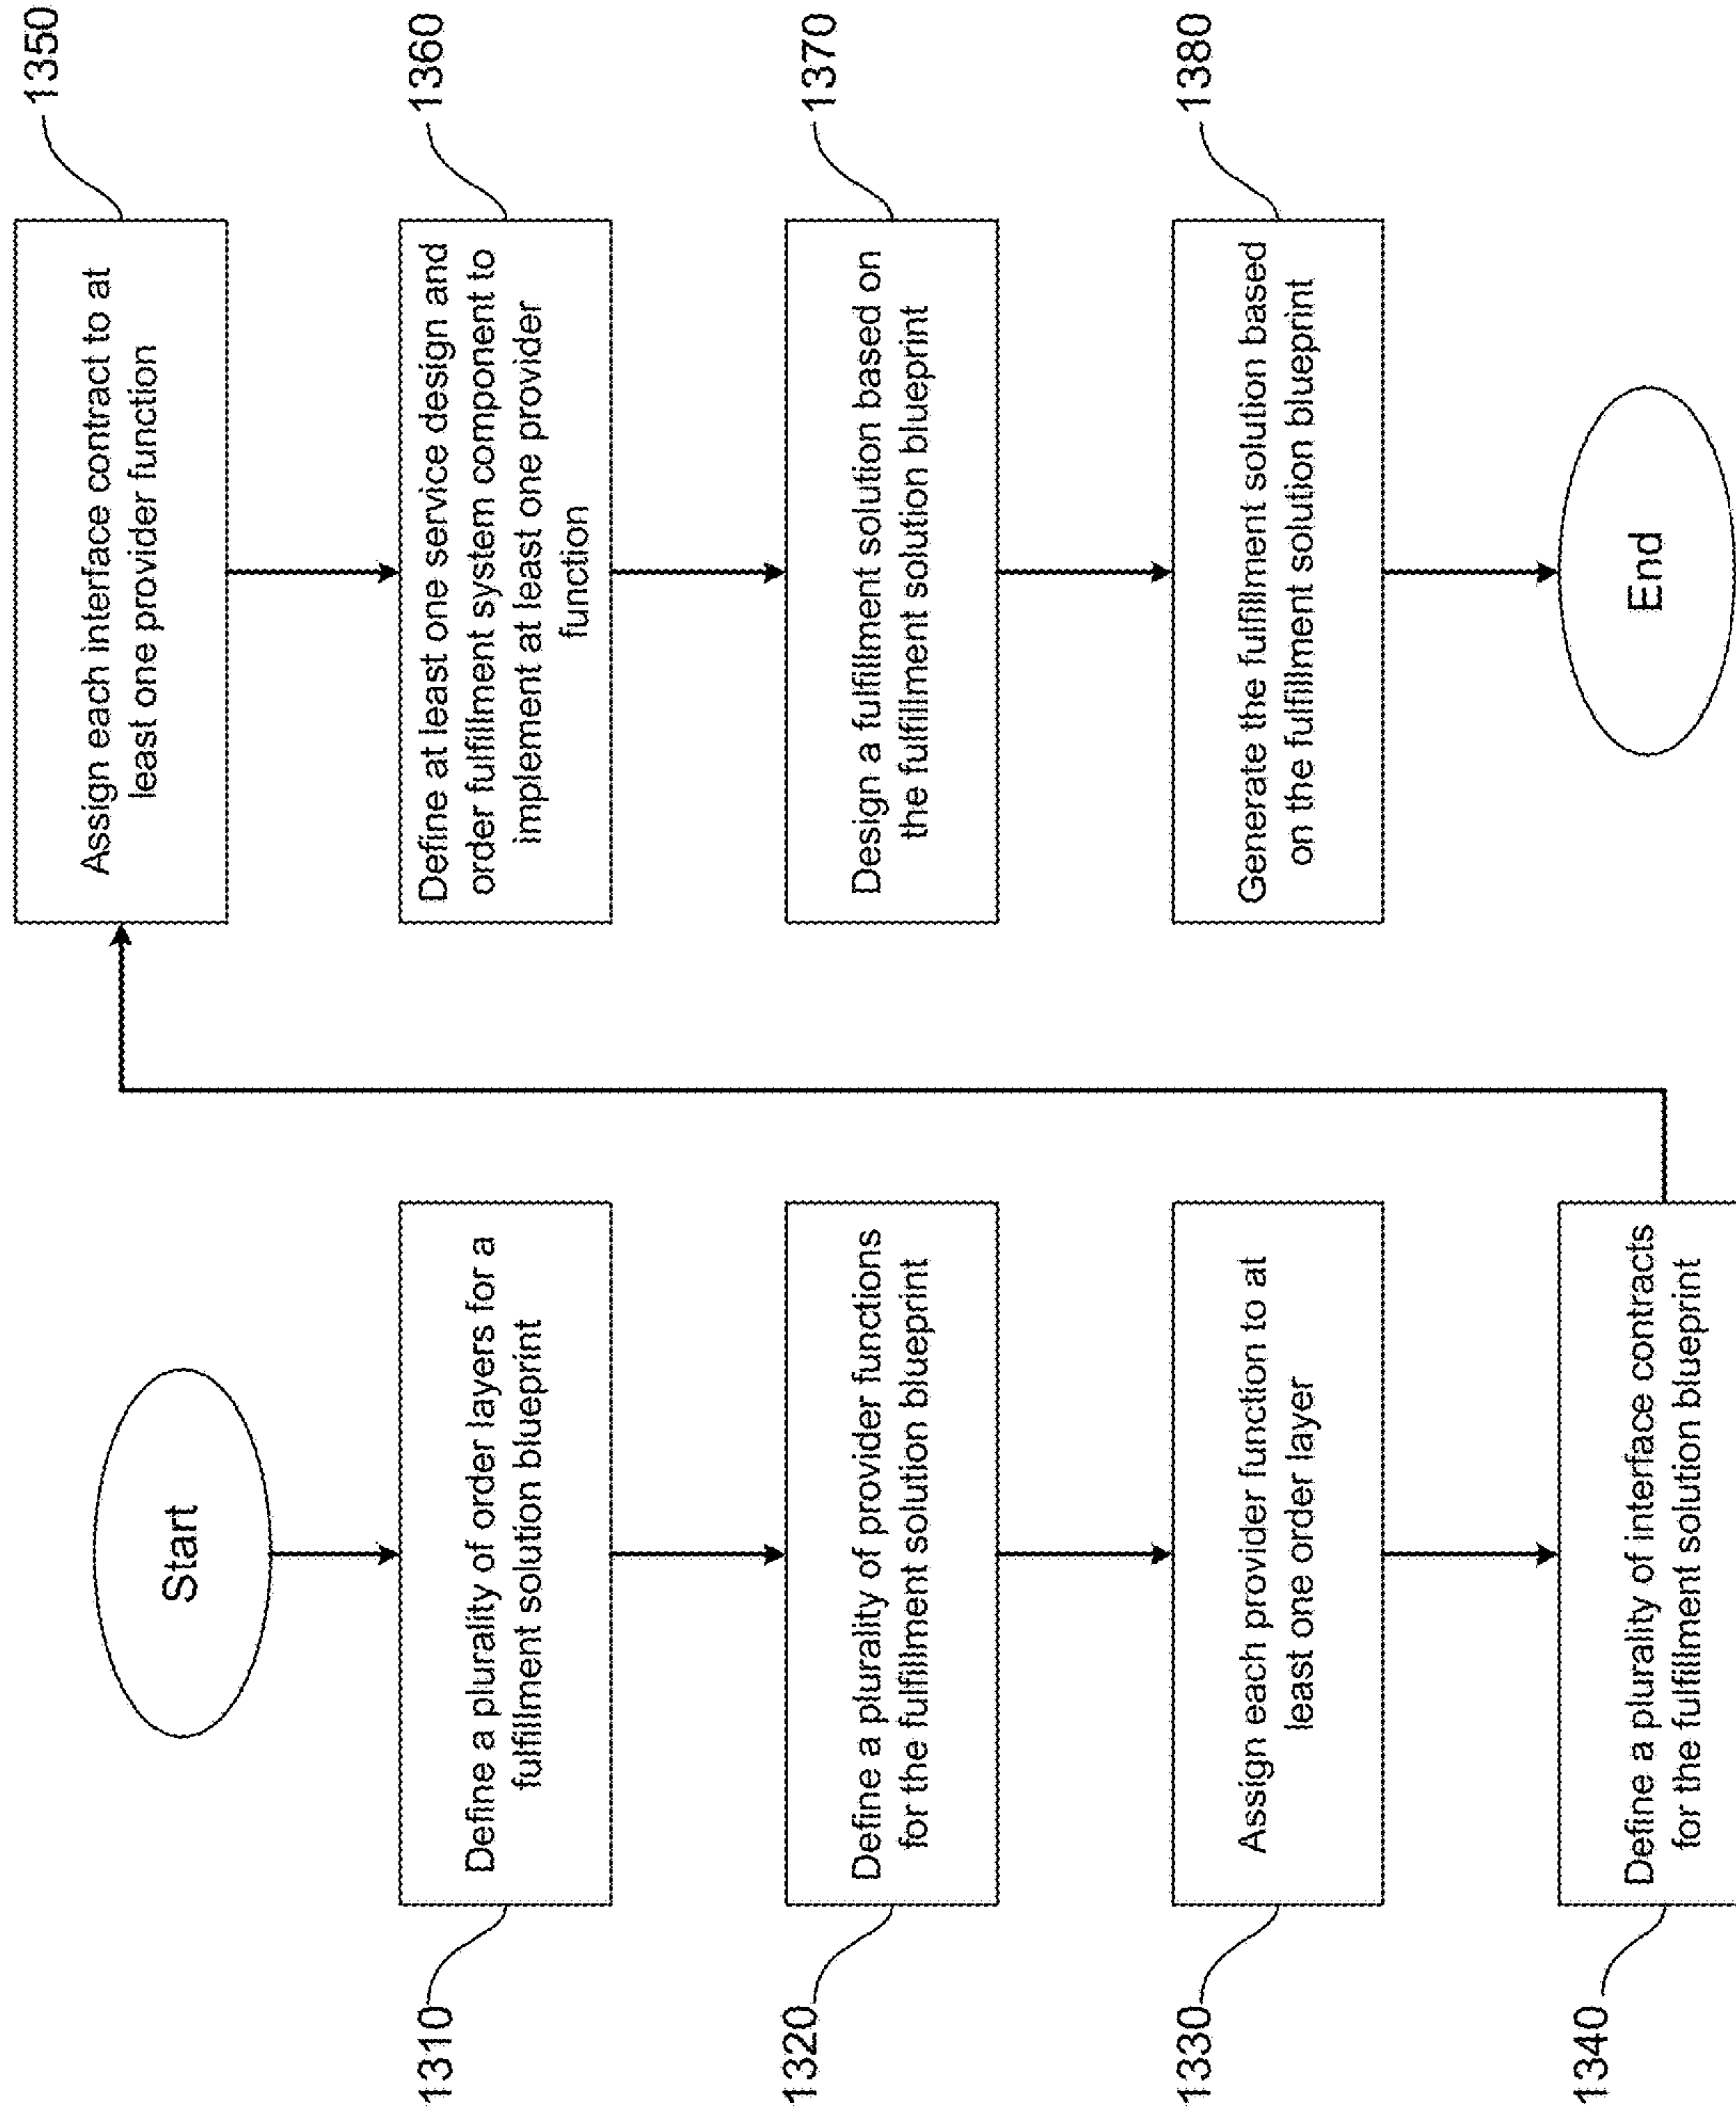 Start
1310
Define a plurality of order layers for a
fulfillment solution blueprint
1320
Define a plurality of provider functions
for the fulfillment solution blueprint
1330
Assign each provider function to at
least one order layer
1340
Define a plurality of interface contracts
for the fulfillment solution blueprint
1350
Assign each interface contract to at
least one provider function
1360
Define at least one service design and
order fulfillment system component to
implement at least one provider
function
1370
Design a fulfillment solution based on
the fulfillment solution blueprint
1380
Generate the fulfillment solution based
on the fulfillment solution blueprint
End